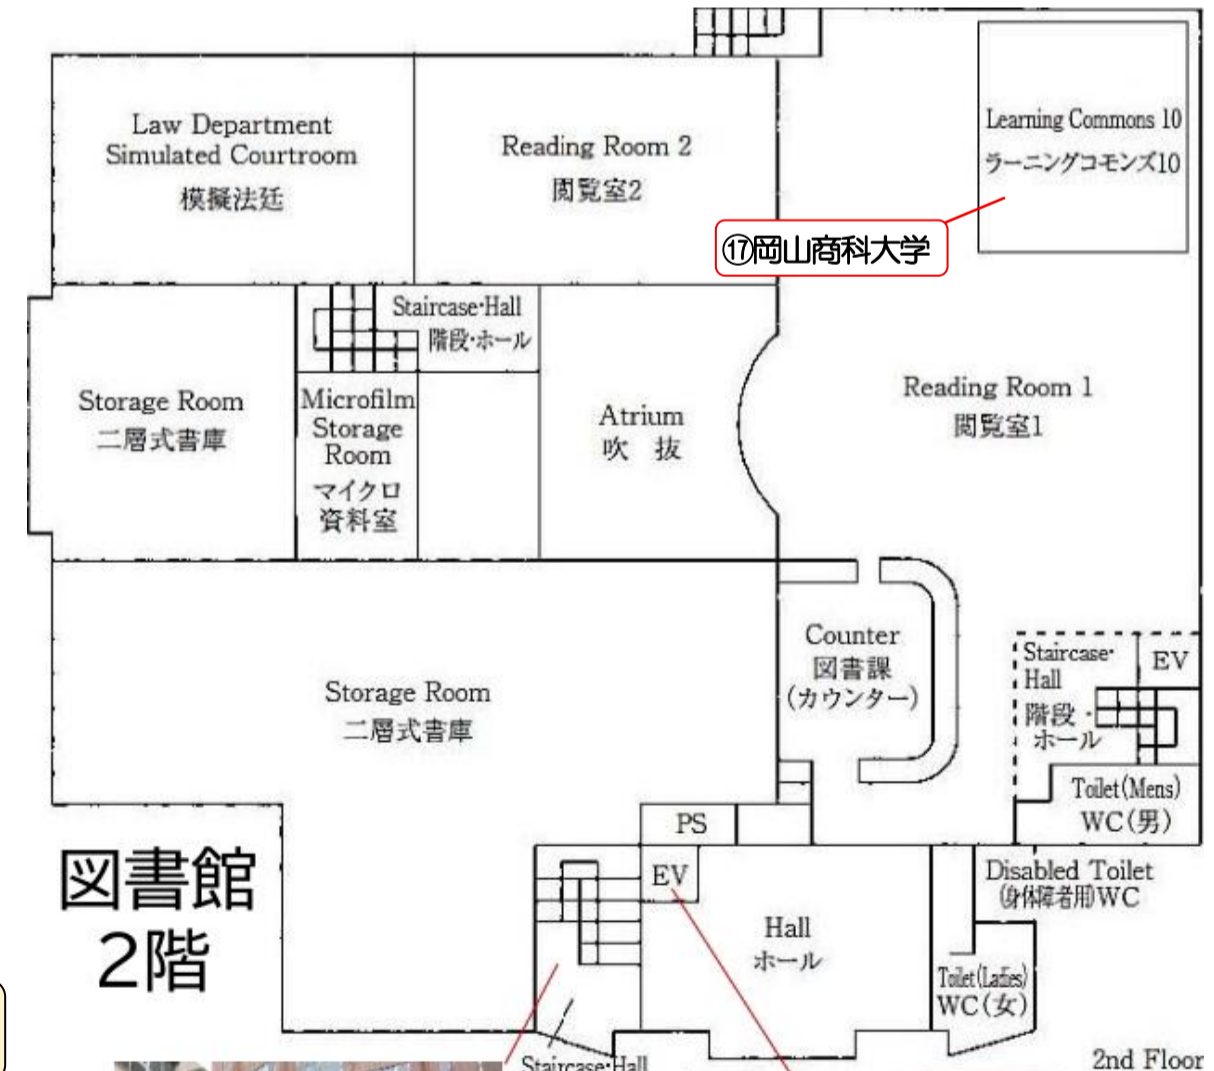 Law Department
Simulated Courtroom
模擬法廷
Reading Room 2
閲覧室2
Learning Commons 10
ラーニングコモンズ10
⑰岡山商科大学
Staircase·Hall
階段·ホール
Storage Room
二層式書庫
Microfilm
Storage
Room
マイクロ
資料室
Atrium
吹 抜
Reading Room 1
閲覧室1
Storage Room
二層式書庫
Counter
図書課
(カウンター)
Staircase·
Hall
階段·
ホール
EV
Toilet(Mens)
WC(男)
PS
EV
Hall
ホール
Disabled Toilet
(身体障者用)WC
Toilet(Ladies)
WC(女)
図書館
2階
Staircase·Hall
2nd Floor